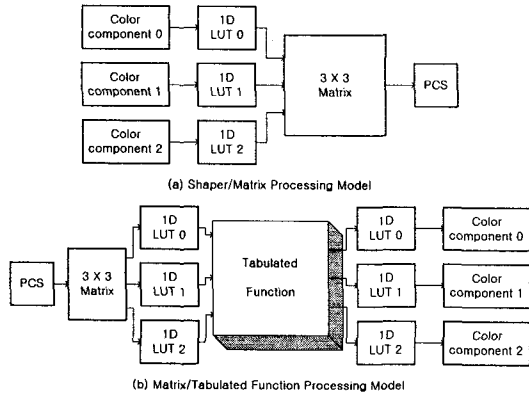 Color
component 0
1D
LUT 0
Color
component 1
1D
LUT 1
3 X 3
Matrix
PCS
Color
component 2
1D
LUT 2
(a) Shaper/Matrix Processing Model
PCS
3 X 3
Matrix
1D
LUT 0
1D
LUT 1
1D
LUT 2
Tabulated
Function
1D
LUT 0
Color
component 0
1D
LUT 1
Color
component 1
1D
LUT 2
Color
component 2
(b) Matrix/Tabulated Function Processing Model